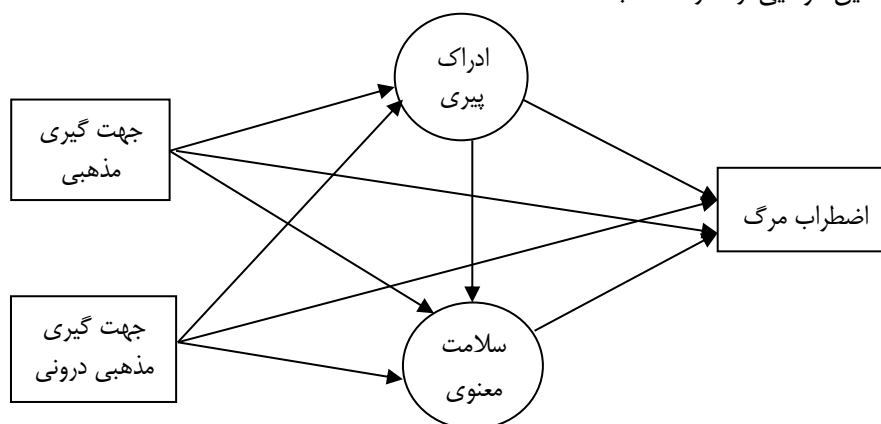 ادراک
پیری
جهت گیری
مذهبی
اضطراب مرگ
جهت گیری
مذهبی درونی
سلامت
معنوی